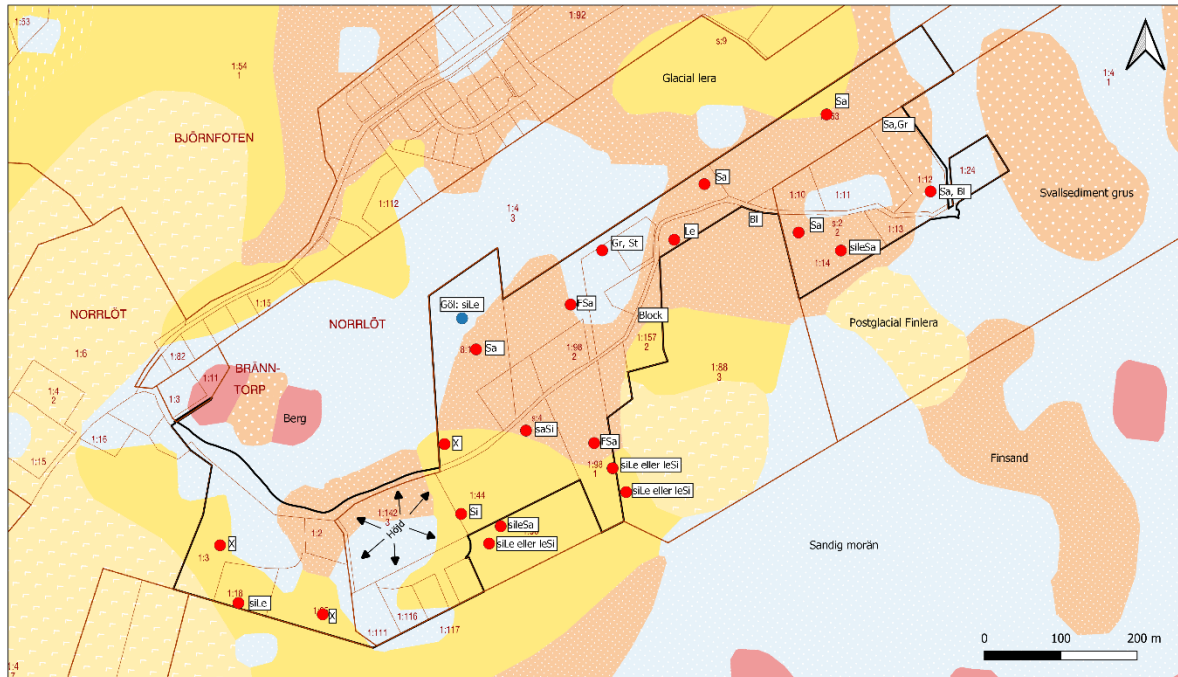 1:53
1:92
1:54
1
s:9
Glacial lera
1:4
1
Sa
BJÖRNFOTEN
Sa,Gr
Sa
1:12
1:24
Sa, Bl
Svallsediment grus
1:112
1:4
3
1:10
1:11
Bl
Sa
s:2
2
1:13
Le
Gr, St
sileSa
1:14
1:15
Göl: siLe
FSa
NORRLÖT
NORRLÖT
Block
Postglacial Finlera
1:6
1:82
Sa
1:98
2
1:157
2
BRÄNN-
TORP
1:11
1:88
3
1:4
2
1:3
Berg
s:4
saSi
FSa
1:16
X
1:15
1:98
1
siLe eller leSi
Finsand
siLe eller leSi
1:44
Si
1:142
3
Höjd
sileSa
1:2
siLe eller leSi
Sandig morän
X
1:3
1:18
siLe
X
1:116
1:111
1:117
0
100
200 m
1:4